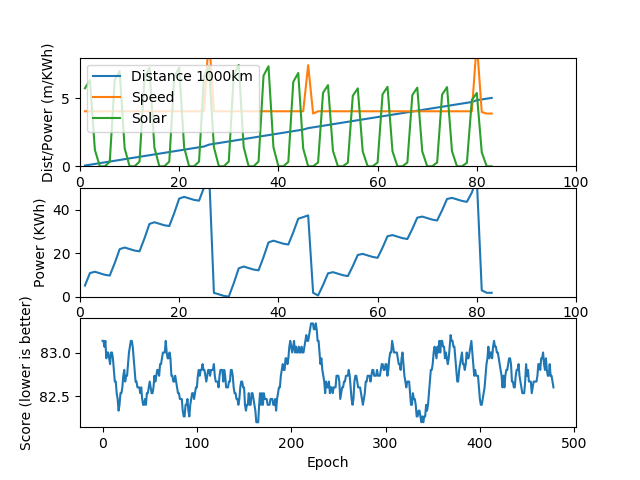 Dist/Power (m/KWh)
5
0
Distance 1000km
Speed
Solar
0 20 40 60 80 100
Power (KWh)
40
20
0
0 20 40 60 80 100
Score (lower is better)
83.0
82.5
0 100 200 300 400 500
Epoch